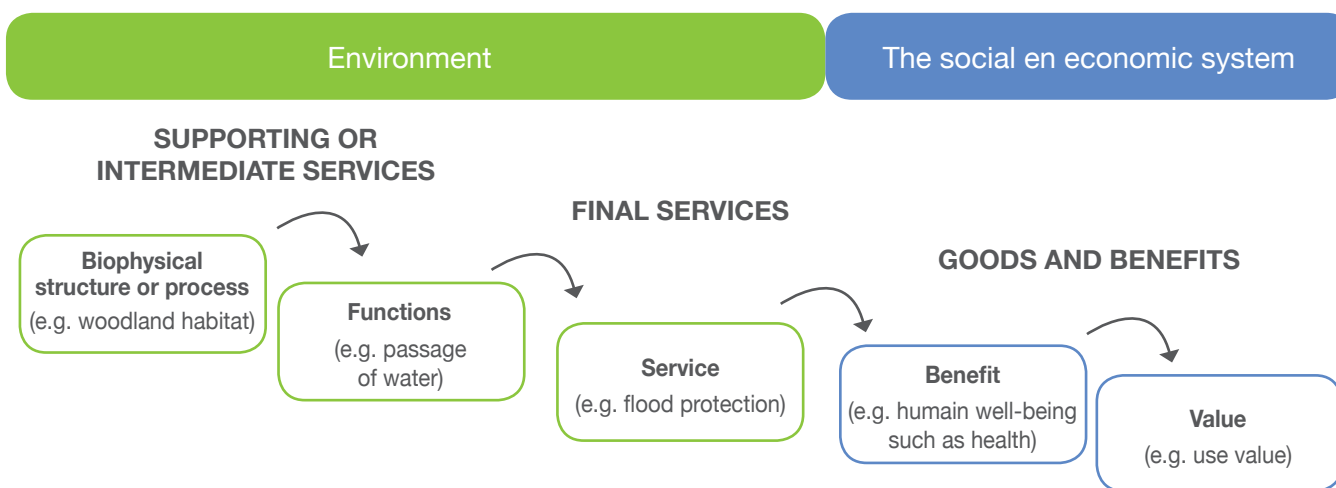 Environment
The social en economic system
SUPPORTING OR
INTERMEDIATE SERVICES
FINAL SERVICES
GOODS AND BENEFITS
Biophysical
structure or process
(e.g. woodland habitat)
Functions
(e.g. passage
of water)
Service
(e.g. flood protection)
Benefit
(e.g. humain well-being
such as health)
Value
(e.g. use value)